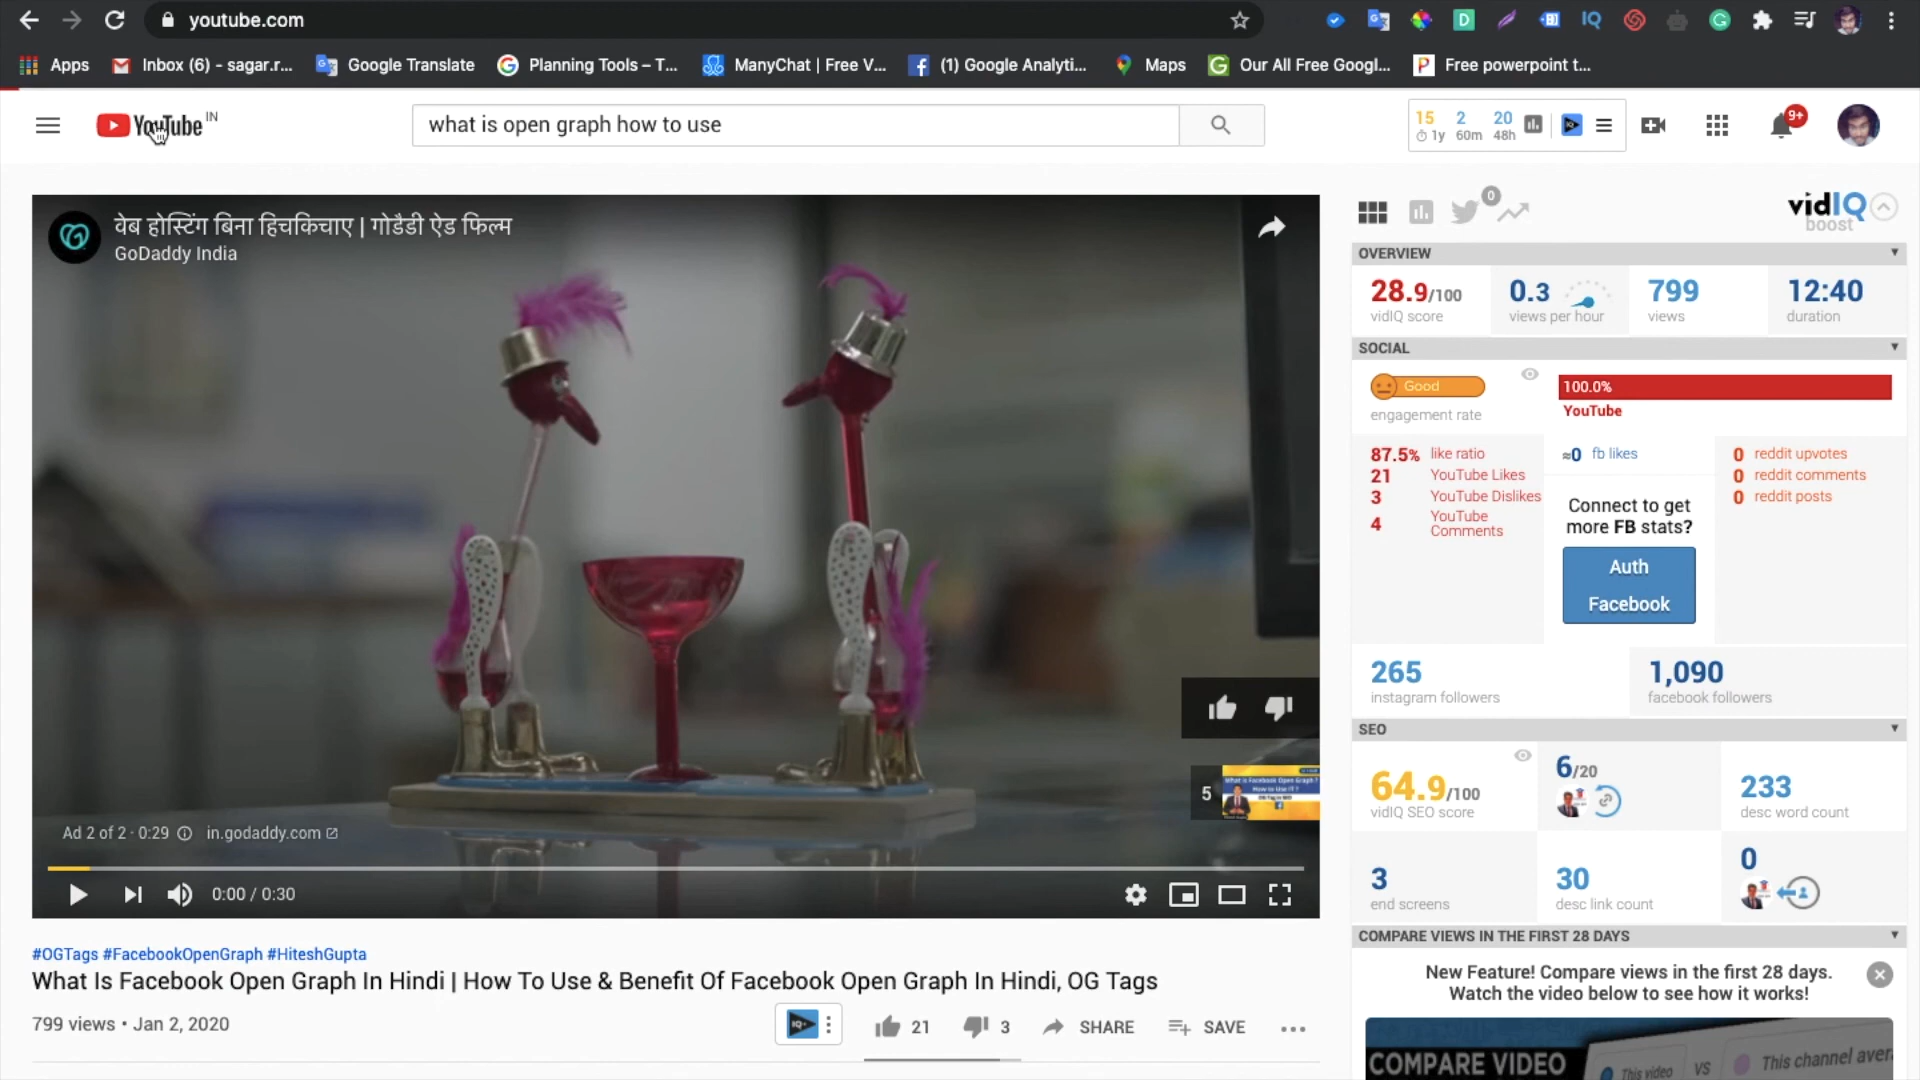 youtube.com
Apps
Inbox (6) - sagar.r...
Google Translate
Planning Tools – T...
ManyChat | Free V...
(1) Google Analyti...
Maps
Our All Free Googl...
Free powerpoint t...
YouTube IN
what is open graph how to use
15 2 20
1y 60m 48h
9+
वेब होस्टिंग बिना हिचकिचाए | गोडैडी ऐड फिल्म
GoDaddy India
5
Ad 2 of 2 · 0:29
in.godaddy.com
0:00 / 0:30
#OGTags #FacebookOpenGraph #HiteshGupta
What Is Facebook Open Graph In Hindi | How To Use & Benefit Of Facebook Open Graph In Hindi, OG Tags
799 views • Jan 2, 2020
21
3
SHARE
SAVE
0
vidIQ
boost
OVERVIEW
28.9/100
vidIQ score
0.3
views per hour
799
views
12:40
duration
SOCIAL
Good
engagement rate
100.0%
YouTube
87.5% like ratio
21 YouTube Likes
3 YouTube Dislikes
4 YouTube Comments
≈0 fb likes
Connect to get
more FB stats?
Auth
Facebook
0 reddit upvotes
0 reddit comments
0 reddit posts
265
instagram followers
1,090
facebook followers
SEO
64.9/100
vidIQ SEO score
6/20
233
desc word count
3
end screens
30
desc link count
0
COMPARE VIEWS IN THE FIRST 28 DAYS
New Feature! Compare views in the first 28 days.
Watch the video below to see how it works!
COMPARE VIDEO
This video
VS
This channel aver